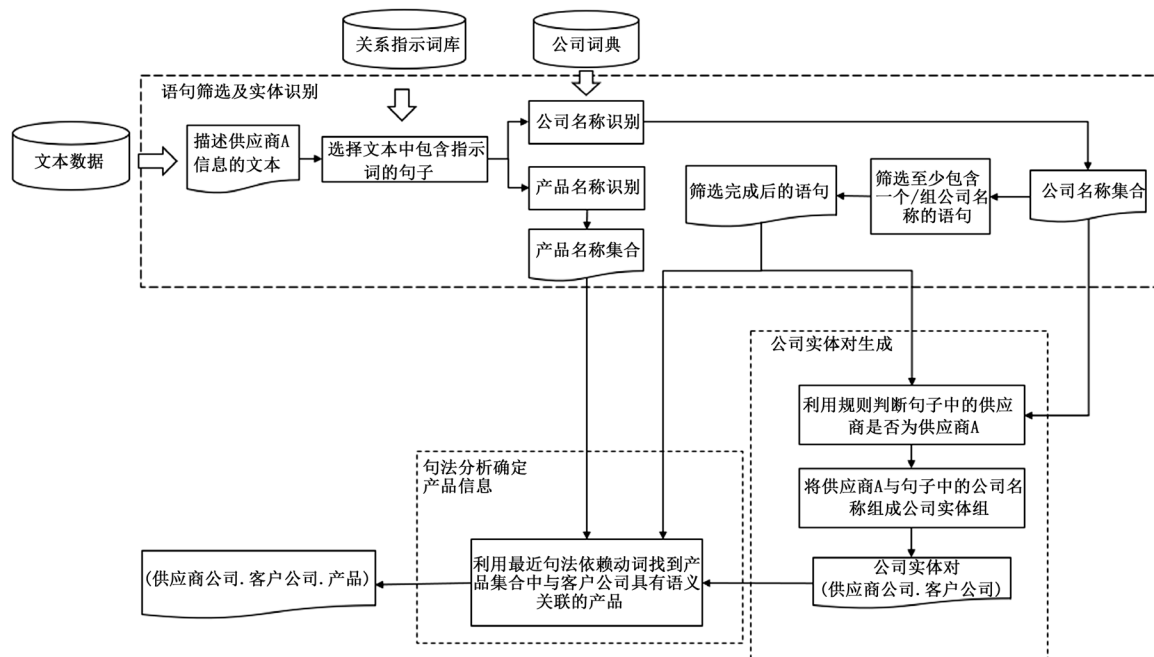 关系指示词库
公司词典
语句筛选及实体识别
文本数据
描述供应商A
信息的文本
选择文本中包含指示
词的句子
公司名称识别
产品名称识别
产品名称集合
筛选完成后的语句
筛选至少包含
一个/组公司名
称的语句
公司名称集合
公司实体对生成
利用规则判断句子中的供应
商是否为供应商A
将供应商A与句子中的公司名
称组成公司实体组
公司实体对
(供应商公司.客户公司)
句法分析确定
产品信息
利用最近句法依赖动词找到产
品集合中与客户公司具有语义
关联的产品
(供应商公司.客户公司.产品)